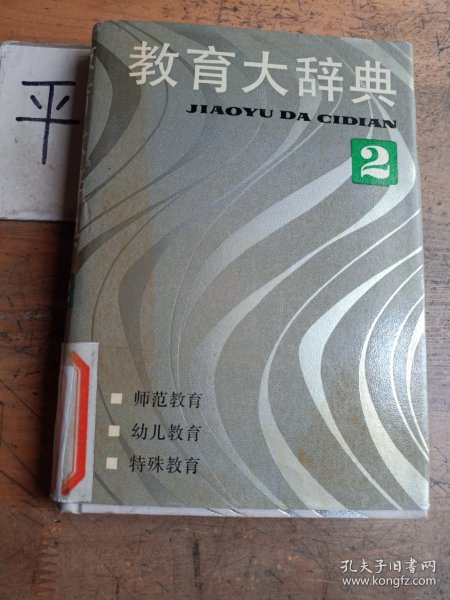 平
教育大辞典
JIAOYU DA CIDIAN
2
师范教育
幼儿教育
特殊教育
孔夫子旧书网
www.kongfz.com